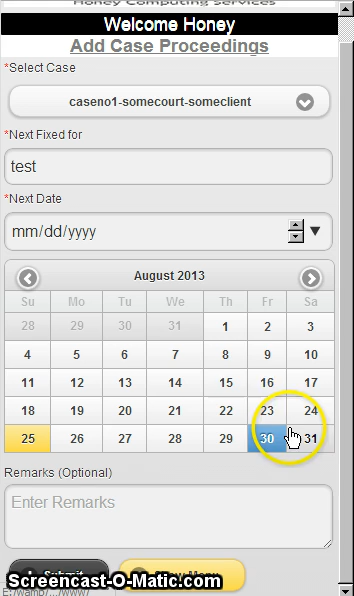 Honey Computing Services
Welcome Honey
Add Case Proceedings
*Select Case
caseno1-somecourt-someclient
*Next Fixed for
test
*Next Date
mm/dd/yyyy
August 2013
Su Mo Tu We Th Fr Sa
28 29 30 31 1 2 3
4 5 6 7 8 9 10
11 12 13 14 15 16 17
18 19 20 21 22 23 24
25 26 27 28 29 30 31
Remarks (Optional)
Enter Remarks
Submit
Screencast-O-Matic.com